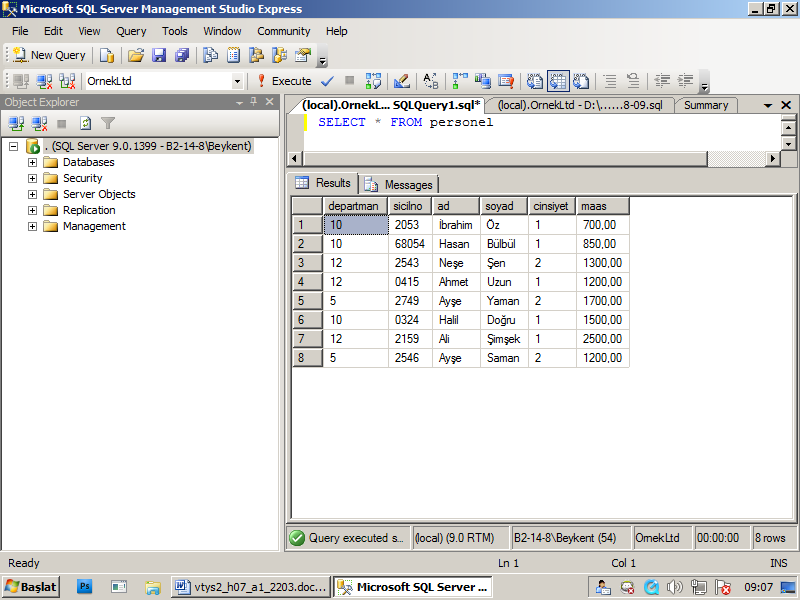 Microsoft SQL Server Management Studio Express
File Edit View Query Tools Window Community Help
New Query
OrnekLtd Execute
Object Explorer
. (SQL Server 9.0.1399 - B2-14-8\Beykent)
Databases
Security
Server Objects
Replication
Management
(local).OrnekL... SQLQuery1.sql* (local).OrnekLtd - D:\......8-09.sql Summary
SELECT * FROM personel
Results Messages
departman sicilno ad soyad cinsiyet maas
1 10 2053 İbrahim Öz 1 700,00
2 10 68054 Hasan Bülbül 1 850,00
3 12 2543 Neşe Şen 2 1300,00
4 12 0415 Ahmet Uzun 1 1200,00
5 5 2749 Ayşe Yaman 2 1700,00
6 10 0324 Halil Doğru 1 1500,00
7 12 2159 Ali Şimşek 1 2500,00
8 5 2546 Ayşe Saman 2 1200,00
Query executed s... (local) (9.0 RTM) B2-14-8\Beykent (54) OrnekLtd 00:00:00 8 rows
Ready Ln 1 Col 1 INS
Başlat Ps vtys2_h07_a1_2203.doc... Microsoft SQL Server ... 09:07